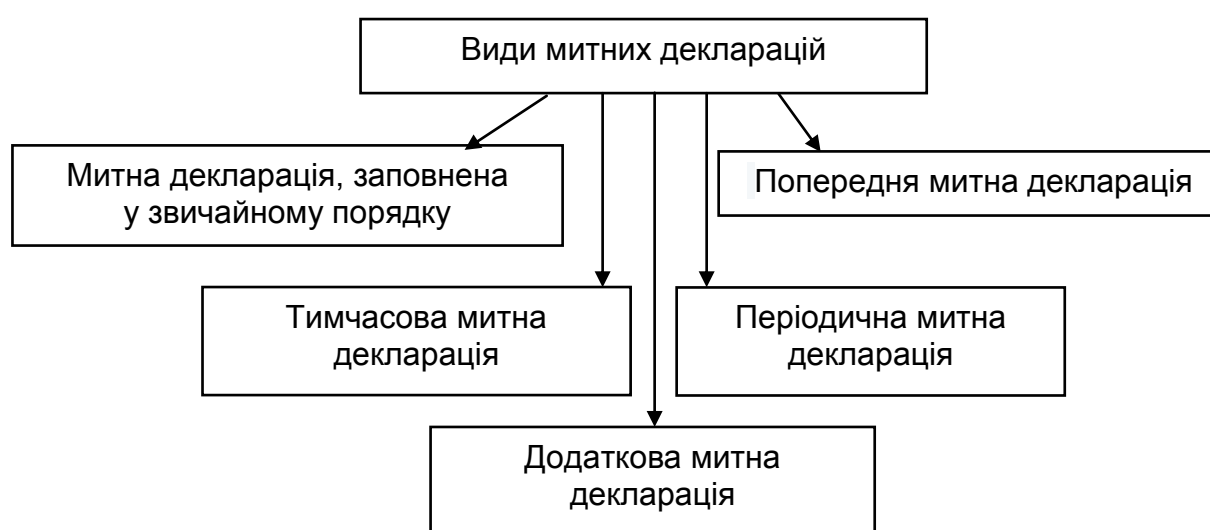 Види митних декларацій
Митна декларація, заповнена
у звичайному порядку
Попередня митна декларація
Тимчасова митна
декларація
Періодична митна
декларація
Додаткова митна
декларація